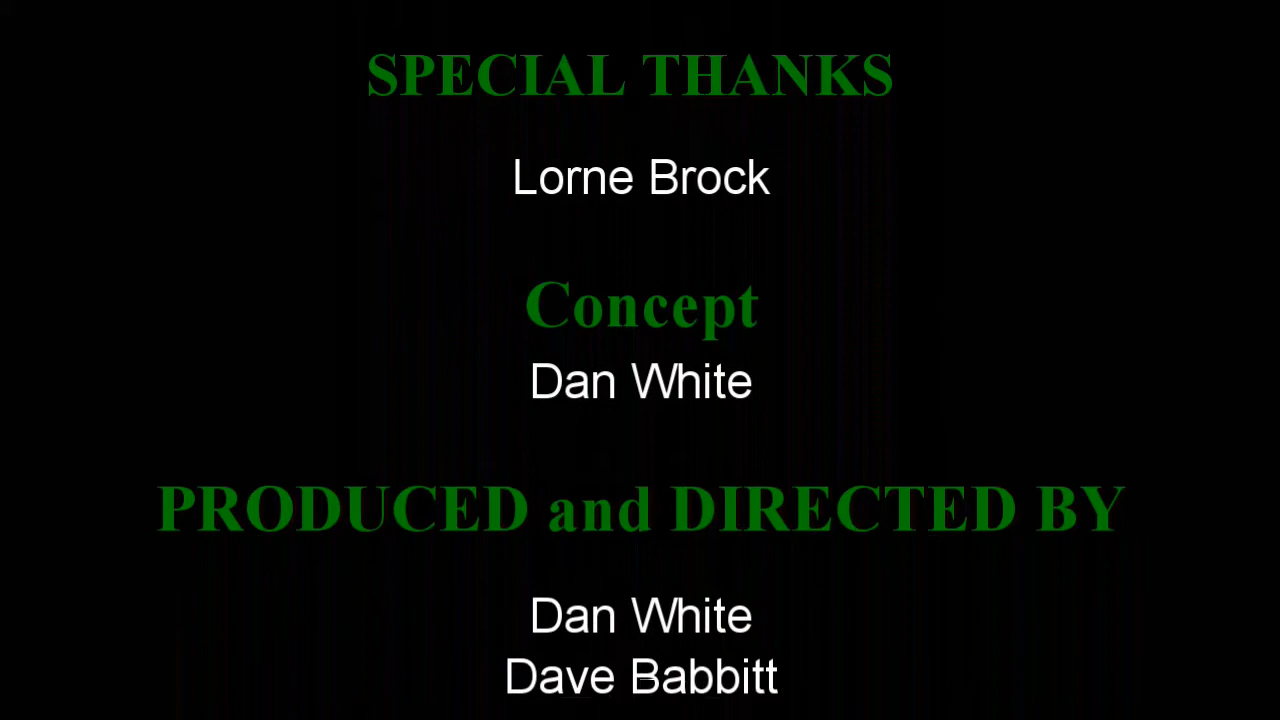 SPECIAL THANKS
Lorne Brock
Concept
Dan White
PRODUCED and DIRECTED BY
Dan White
Dave Babbitt